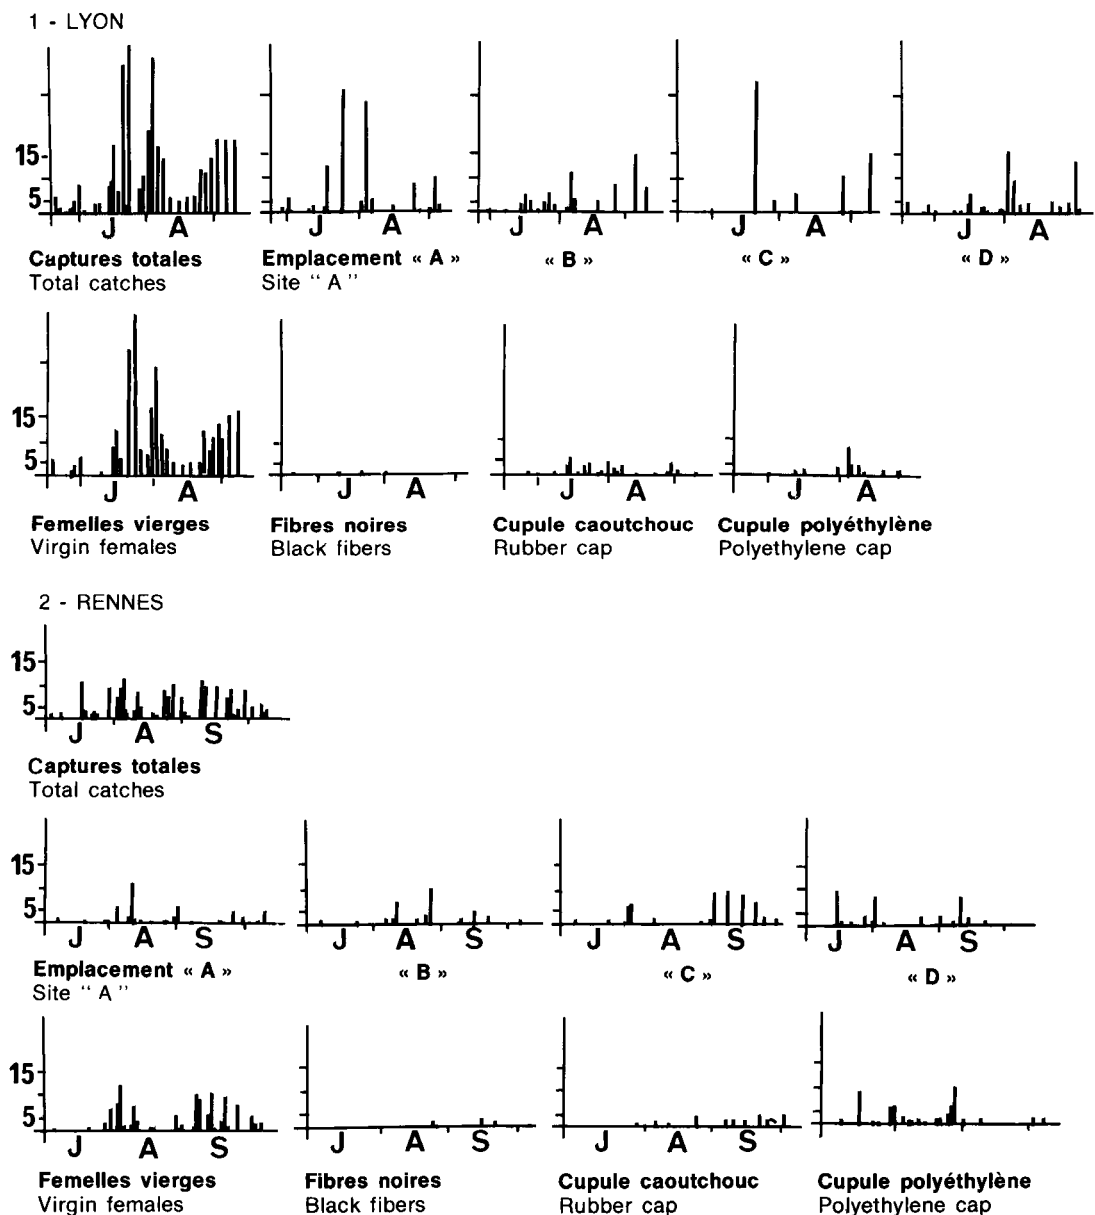 1 - LYON
15
5
J A
J A
J A
J A
J A
Captures totales
Total catches
Emplacement « A »
Site " A "
« B »
« C »
« D »
15
5
J A
J A
J A
J A
Femelles vierges
Virgin females
Fibres noires
Black fibers
Cupule caoutchouc
Rubber cap
Cupule polyéthylène
Polyethylene cap
2 - RENNES
15
5
J A S
Captures totales
Total catches
15
5
J A S
J A S
J A S
J A S
Emplacement « A »
Site " A "
« B »
« C »
« D »
15
5
J A S
J A S
J A S
Femelles vierges
Virgin females
Fibres noires
Black fibers
Cupule caoutchouc
Rubber cap
Cupule polyéthylène
Polyethylene cap